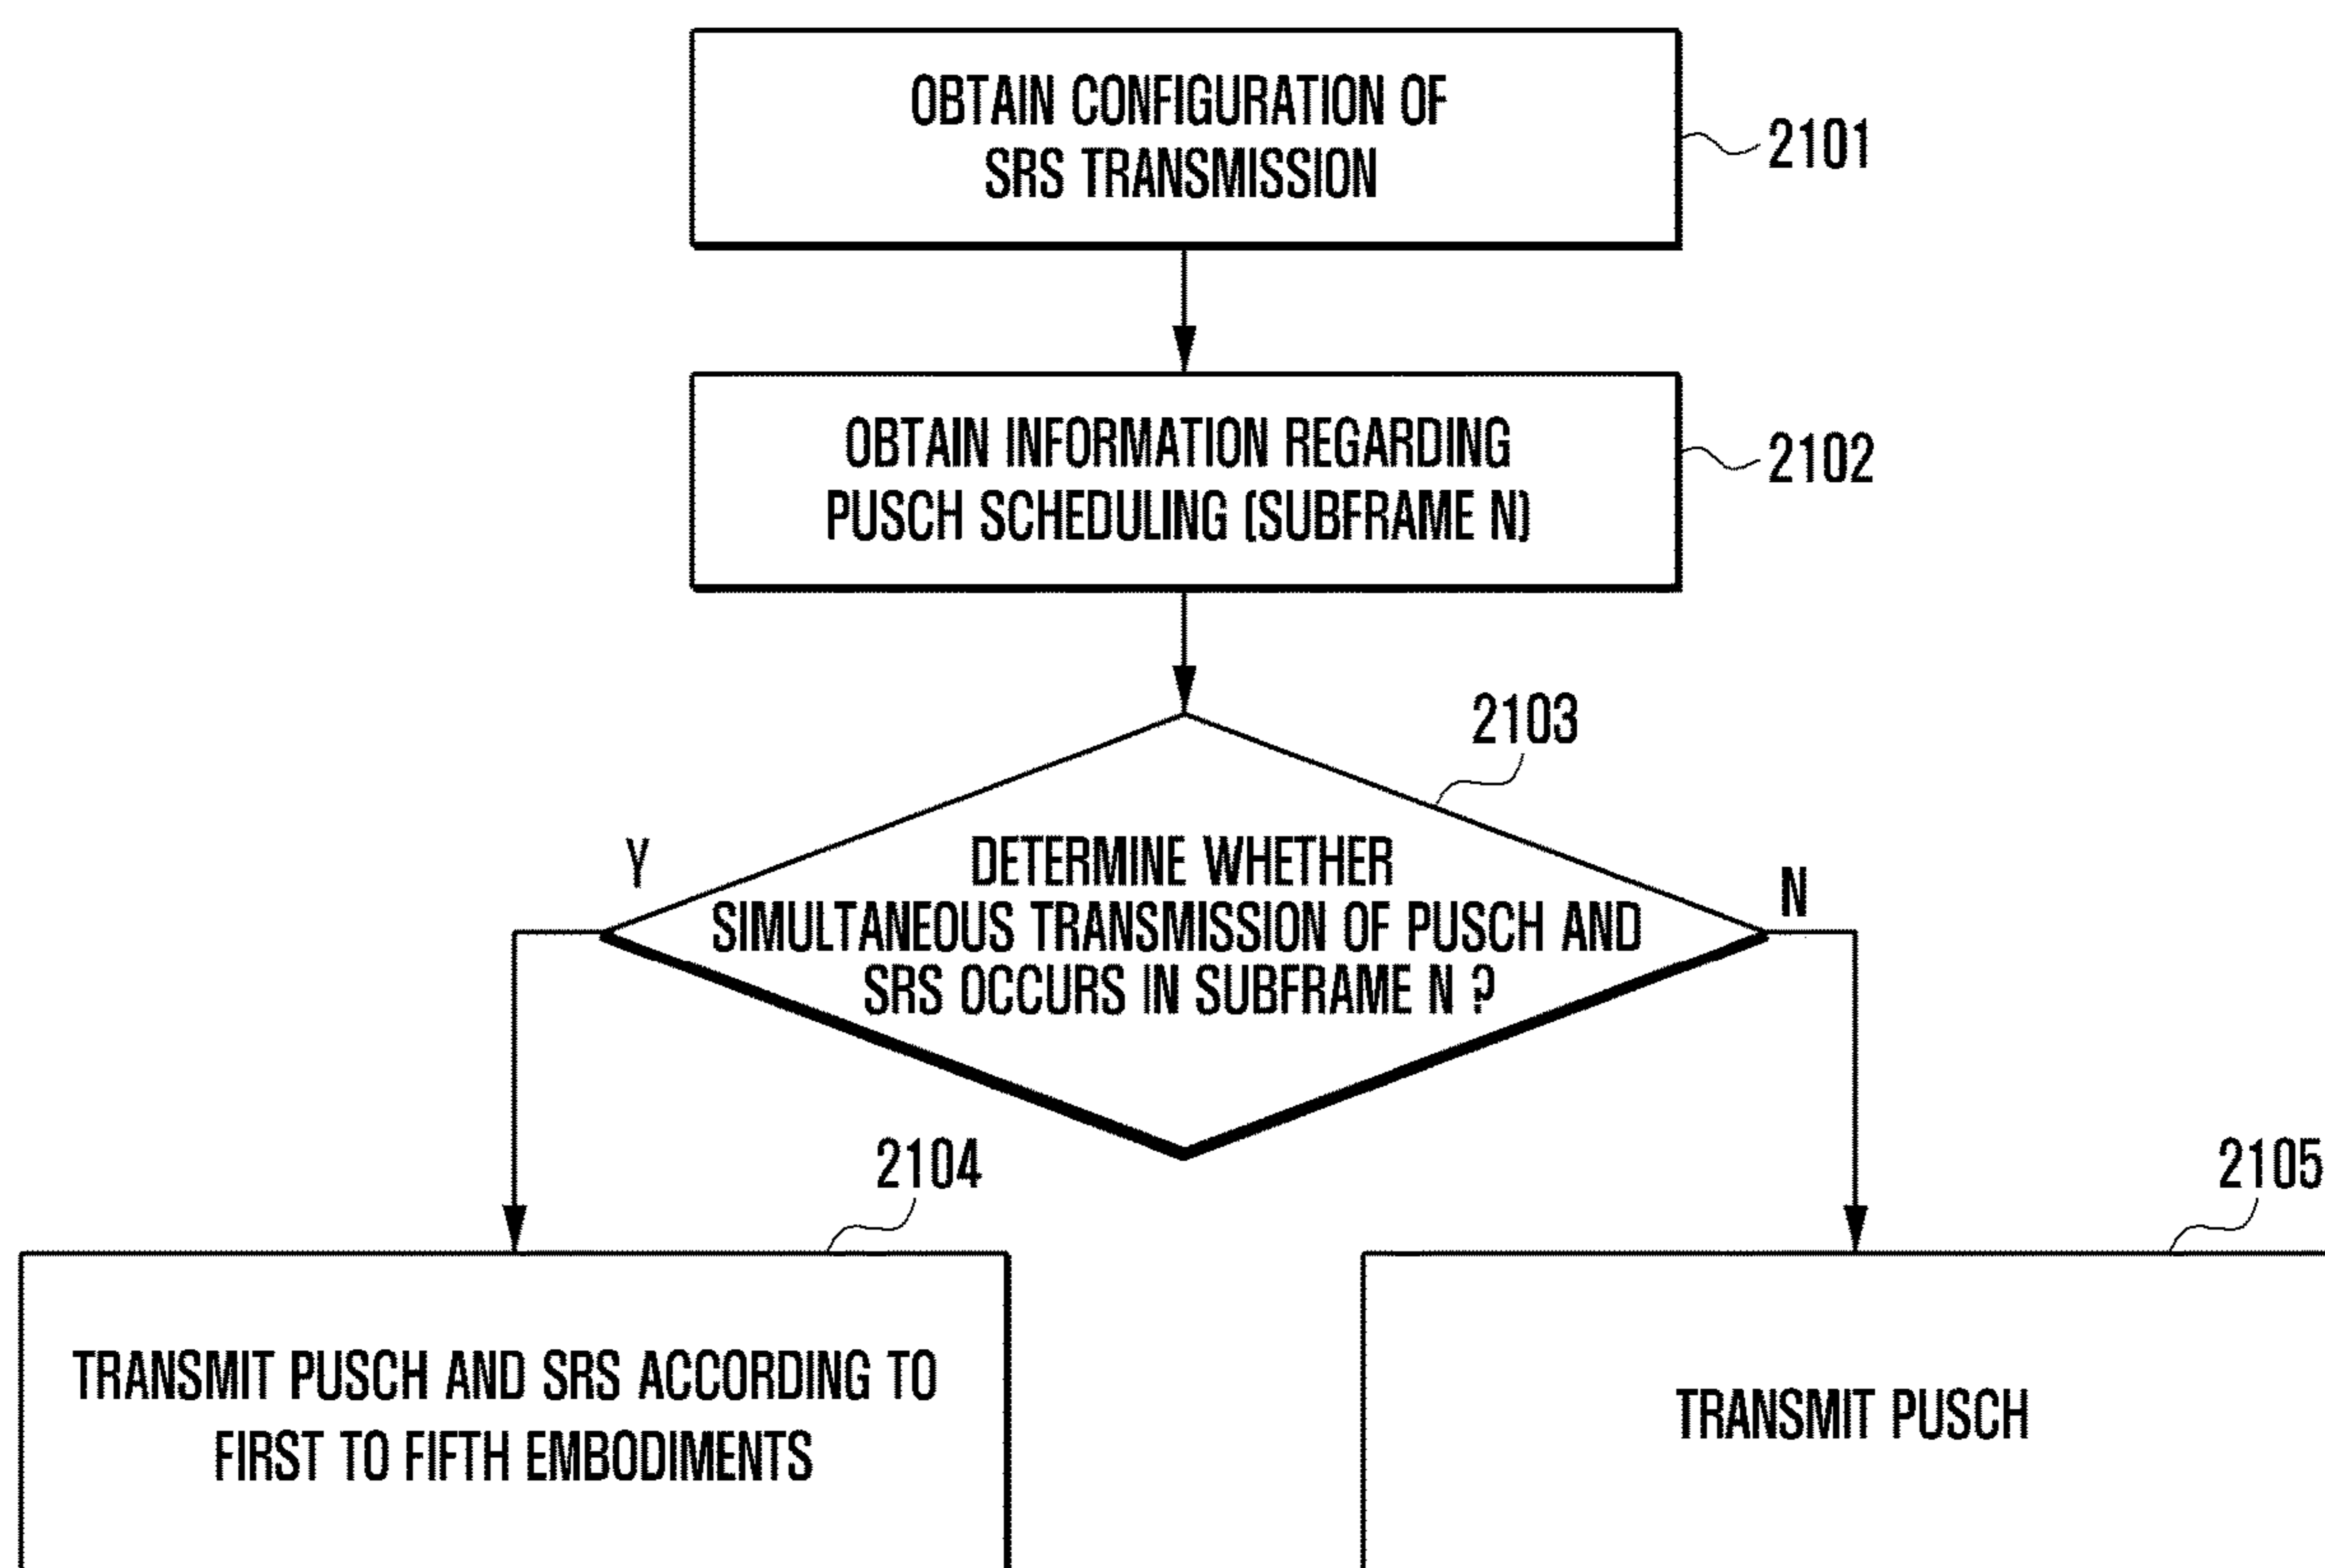 OBTAIN CONFIGURATION OF
SRS TRANSMISSION
2101
OBTAIN INFORMATION REGARDING
PUSCH SCHEDULING (SUBFRAME N)
2102
2103
Y
N
DETERMINE WHETHER
SIMULTANEOUS TRANSMISSION OF PUSCH AND
SRS OCCURS IN SUBFRAME N ?
2104
2105
TRANSMIT PUSCH AND SRS ACCORDING TO
FIRST TO FIFTH EMBODIMENTS
TRANSMIT PUSCH